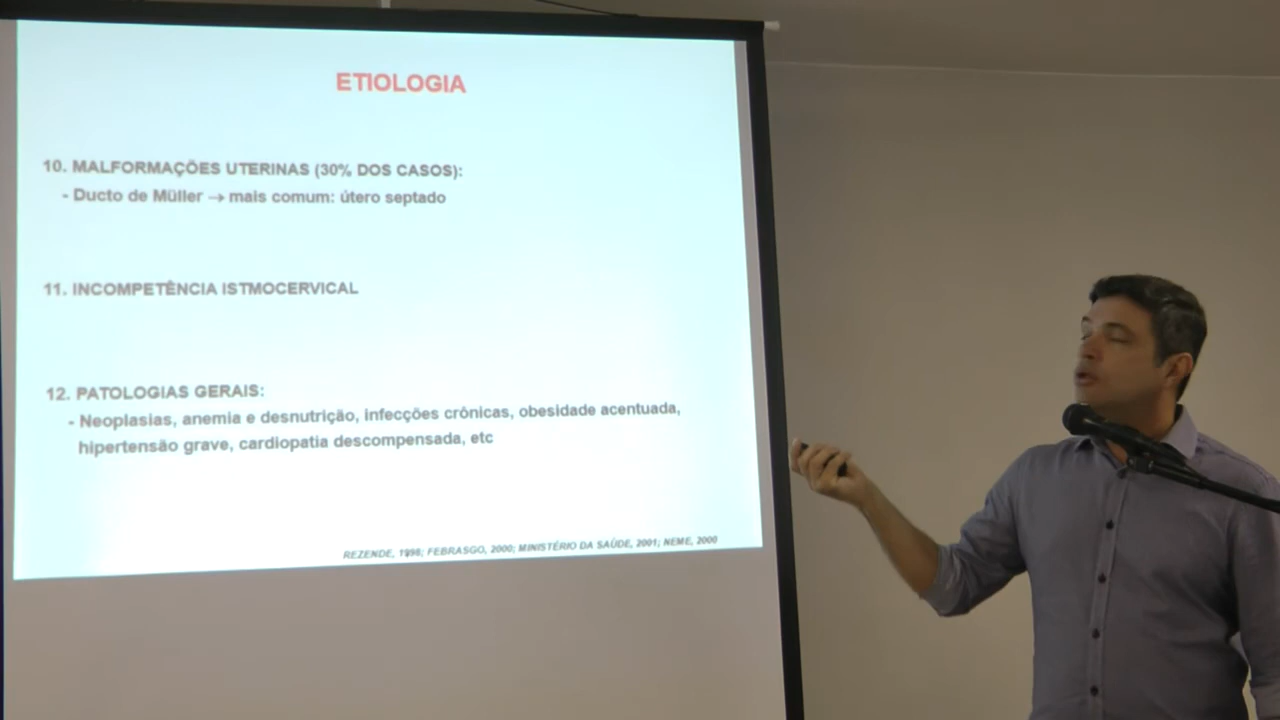 ETIOLOGIA
10. MALFORMAÇÕES UTERINAS (30% DOS CASOS):
- Ducto de Müller → mais comum: útero septado
11. INCOMPETÊNCIA ISTMOCERVICAL
12. PATOLOGIAS GERAIS:
- Neoplasias, anemia e desnutrição, infecções crônicas, obesidade acentuada,
hipertensão grave, cardiopatia descompensada, etc
REZENDE, 1998; FEBRASGO, 2000; MINISTÉRIO DA SAÚDE, 2001; NEME, 2000